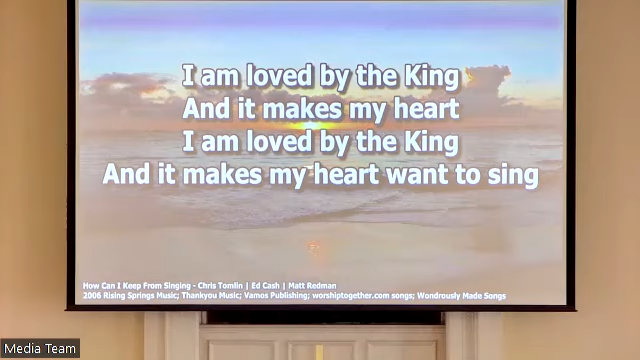 I am loved by the King
And it makes my heart
I am loved by the King
And it makes my heart want to sing
How Can I Keep From Singing - Chris Tomlin | Ed Cash | Matt Redman
2006 Rising Springs Music; Thankyou Music; Vamos Publishing; worshiptogether.com songs; Wondrously Made Songs
Media Team